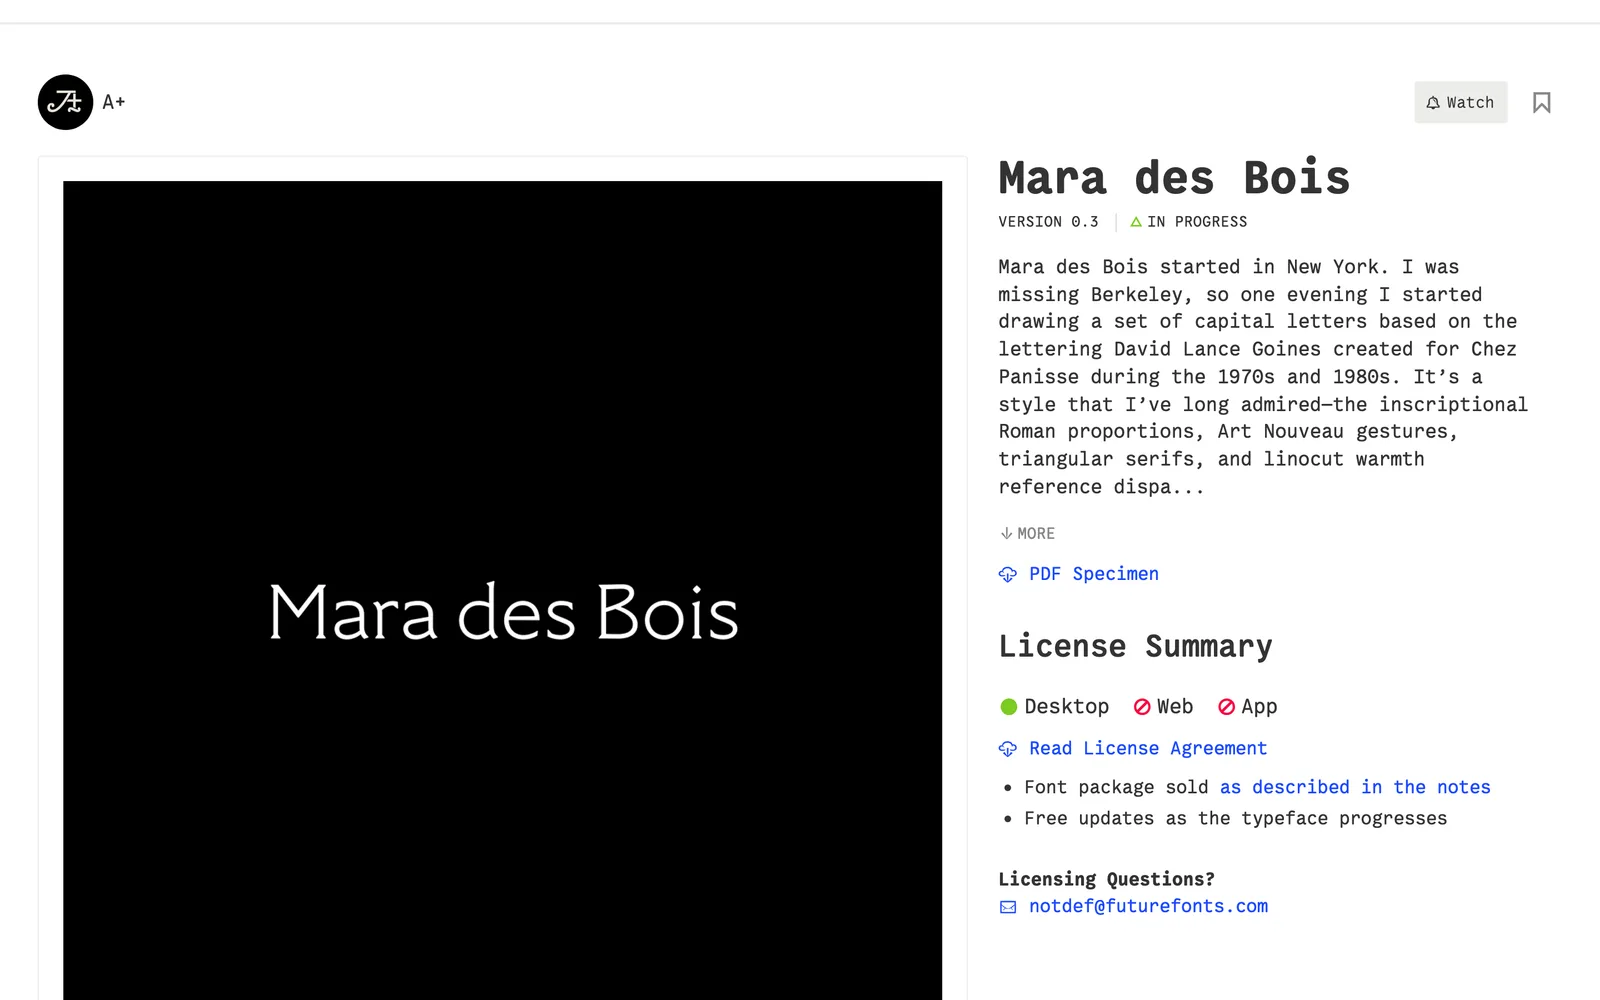 A+
Watch
Mara des Bois
Mara des Bois
VERSION 0.3
IN PROGRESS
Mara des Bois started in New York. I was
missing Berkeley, so one evening I started
drawing a set of capital letters based on the
lettering David Lance Goines created for Chez
Panisse during the 1970s and 1980s. It’s a
style that I’ve long admired—the inscriptional
Roman proportions, Art Nouveau gestures,
triangular serifs, and linocut warmth
reference dispa...
MORE
PDF Specimen
License Summary
Desktop Web App
Read License Agreement
• Font package sold as described in the notes
• Free updates as the typeface progresses
Licensing Questions?
notdef@futurefonts.com